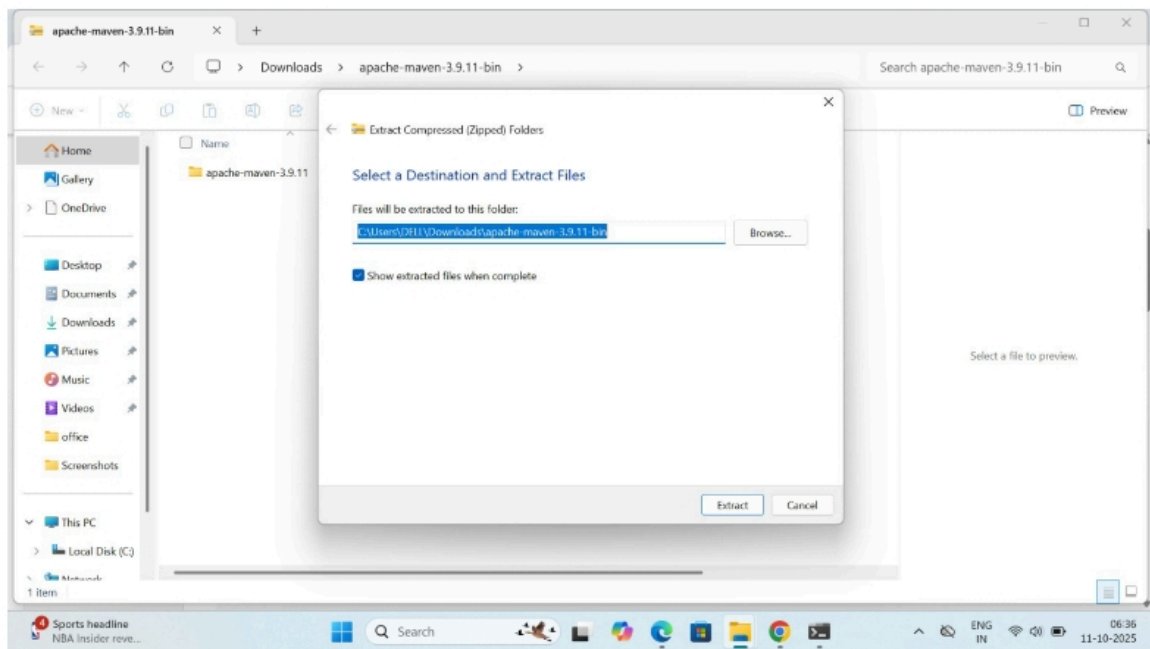 apache-maven-3.9.11-bin
Downloads > apache-maven-3.9.11-bin >
Search apache-maven-3.9.11-bin
New
Preview
Home
Gallery
OneDrive
Desktop
Documents
Downloads
Pictures
Music
Videos
office
Screenshots
This PC
Local Disk (C:)
Network
1 item
Name
apache-maven-3.9.11
Extract Compressed (Zipped) Folders
Select a Destination and Extract Files
Files will be extracted to this folder:
C:\Users\DELL\Downloads\apache-maven-3.9.11-bin
Browse...
Show extracted files when complete
Extract
Cancel
Select a file to preview.
4
Sports headline
NBA insider reve...
Search
ENG
IN
06:36
11-10-2025